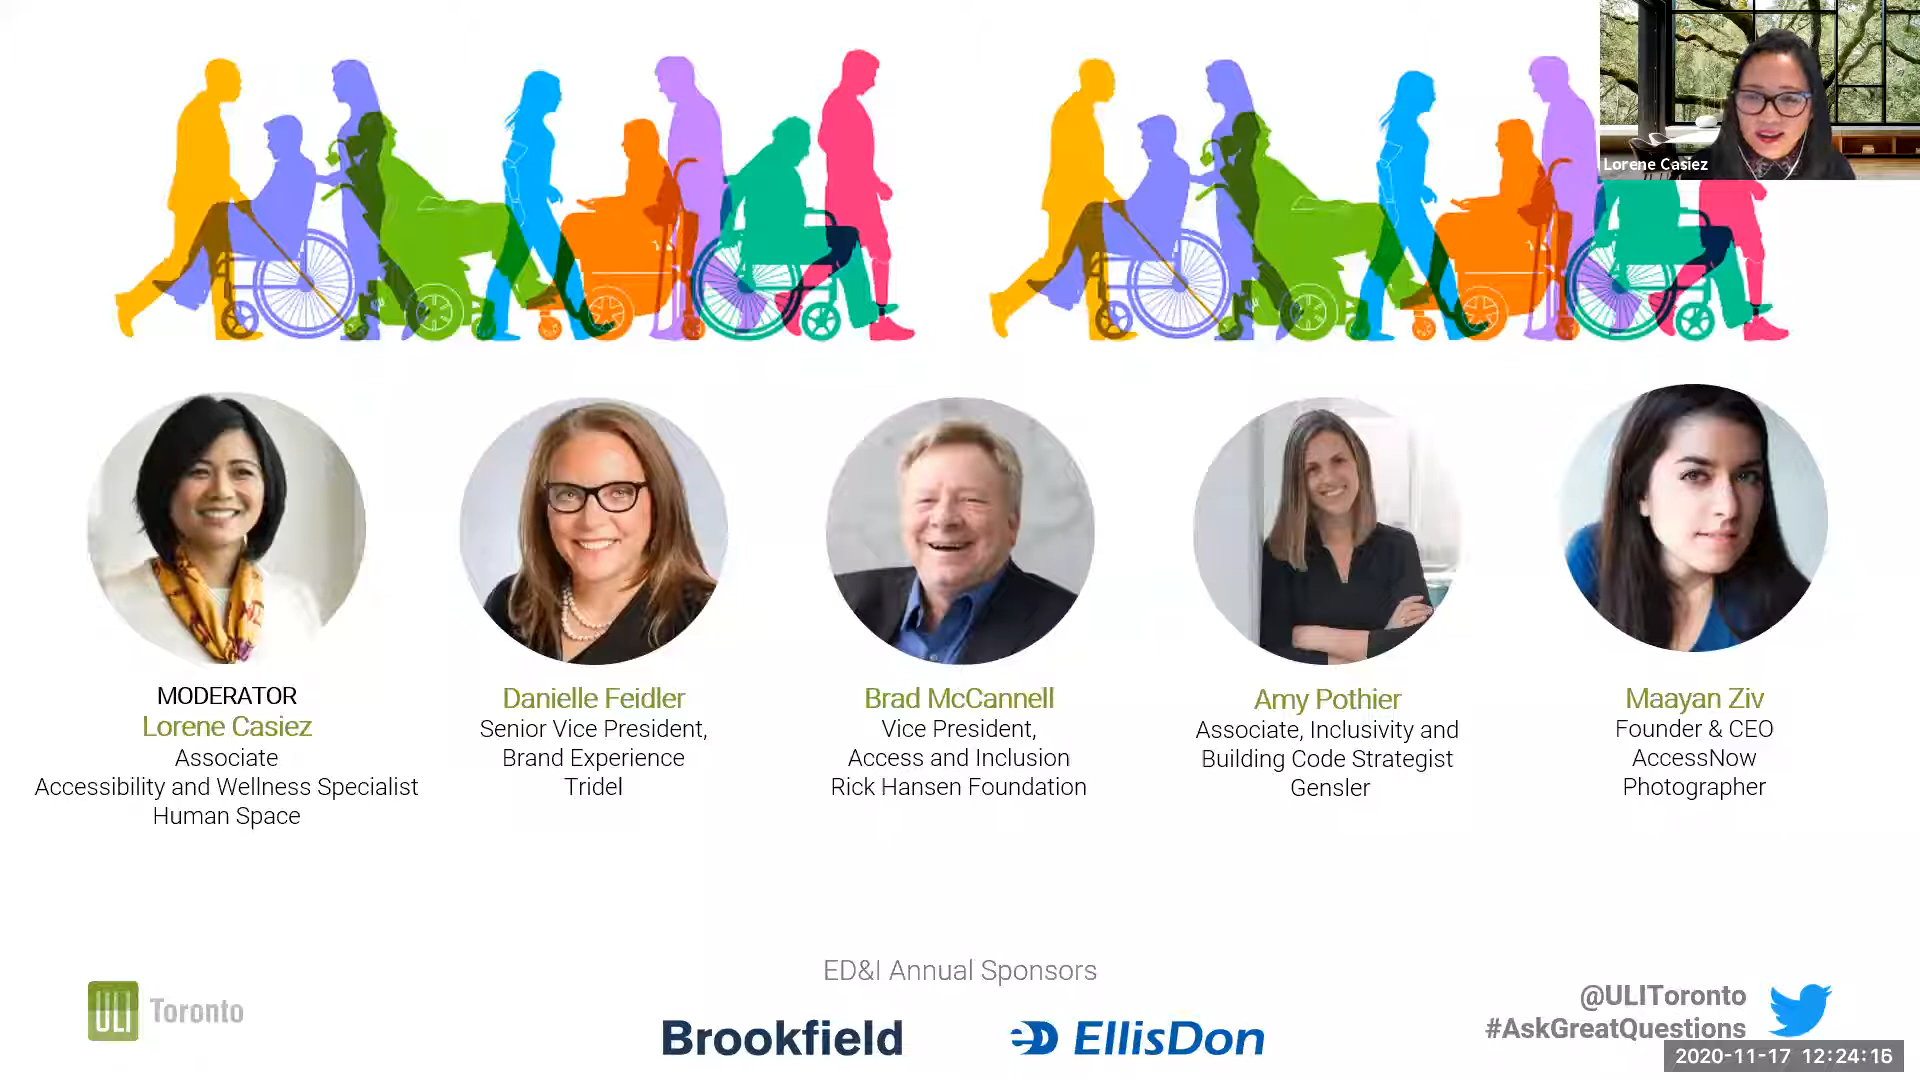 Lorene Casiez
MODERATOR
Lorene Casiez
Associate
Accessibility and Wellness Specialist
Human Space
Danielle Feidler
Senior Vice President,
Brand Experience
Tridel
Brad McCannell
Vice President,
Access and Inclusion
Rick Hansen Foundation
Amy Pothier
Associate, Inclusivity and
Building Code Strategist
Gensler
Maayan Ziv
Founder & CEO
AccessNow
Photographer
ED&I Annual Sponsors
ULI Toronto
Brookfield
EllisDon
@ULIToronto
#AskGreatQuestions
2020-11-17 12:24:16